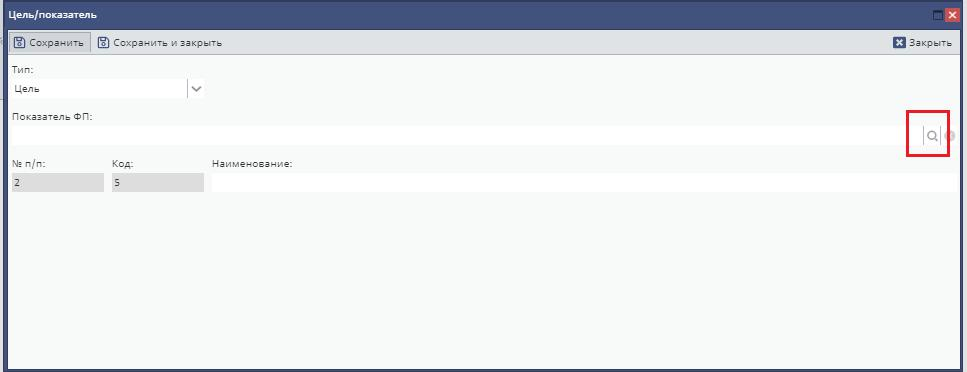 Цель/показатель
Сохранить Сохранить и закрыть Закрыть
Тип:
Цель
Показатель ФП:
№ п/п: Код: Наименование:
2 5